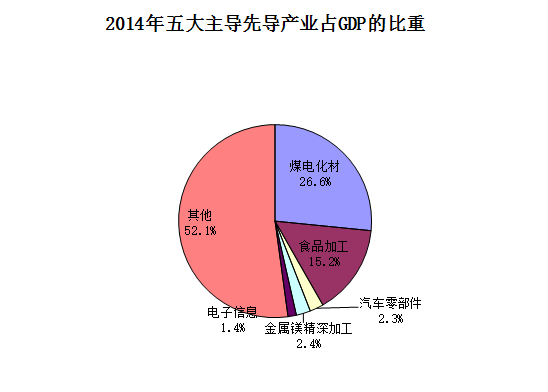 2014年五大主导先导产业占GDP的比重
煤电化材
26.6%
其他
52.1%
食品加工
15.2%
汽车零部件
2.3%
电子信息
1.4%
金属镁精深加工
2.4%